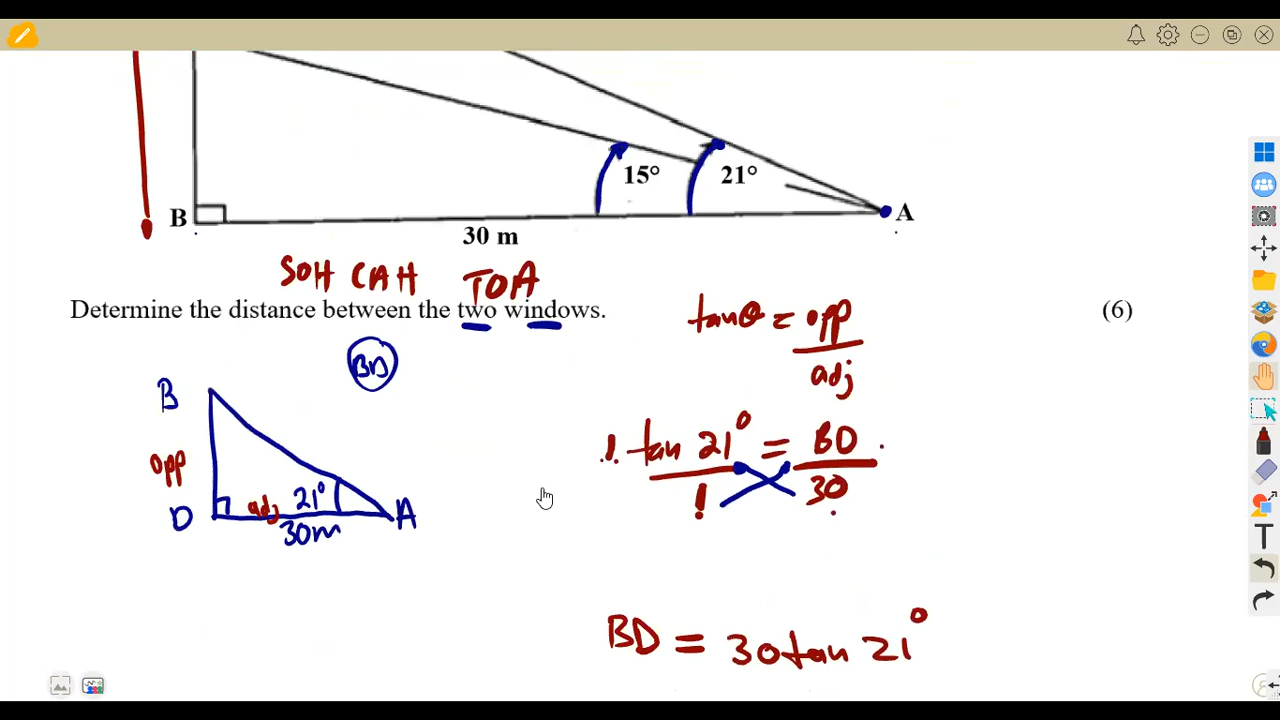 15° 21°
B A
30 m
SOH CAH TOA
Determine the distance between the two windows. (6)
tanθ = opp
adj
BD
B
opp
tan 21° = BD
1 30
D adj 21° A
30m
BD = 30tan 21°
T